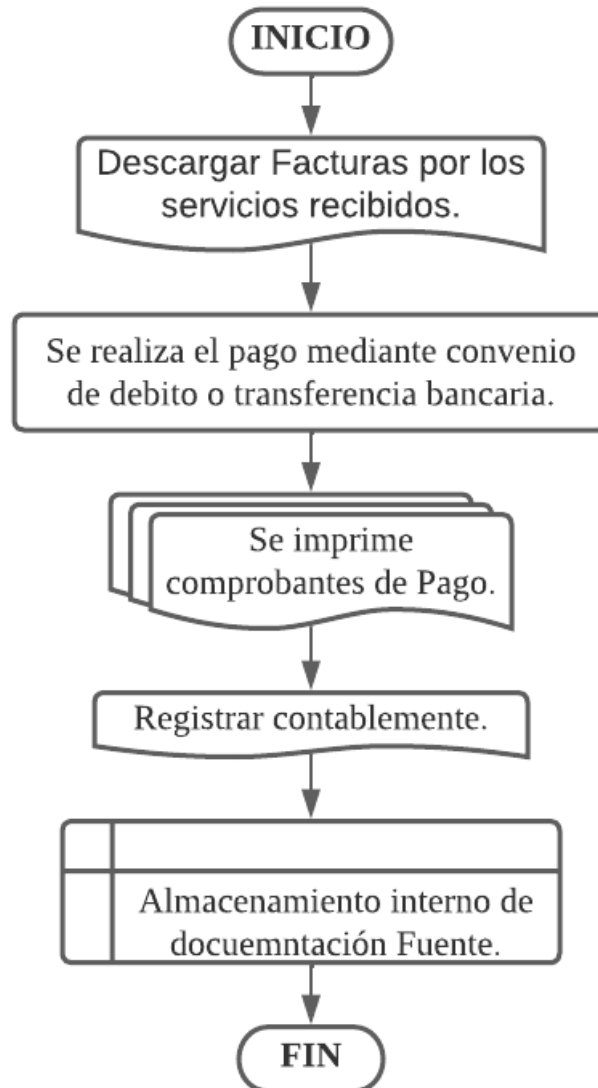 INICIO
Descargar Facturas por los
servicios recibidos.
Se realiza el pago mediante convenio
de debito o transferencia bancaria.
Se imprime
comprobantes de Pago.
Registrar contablemente.
Almacenamiento interno de
docuemntación Fuente.
FIN